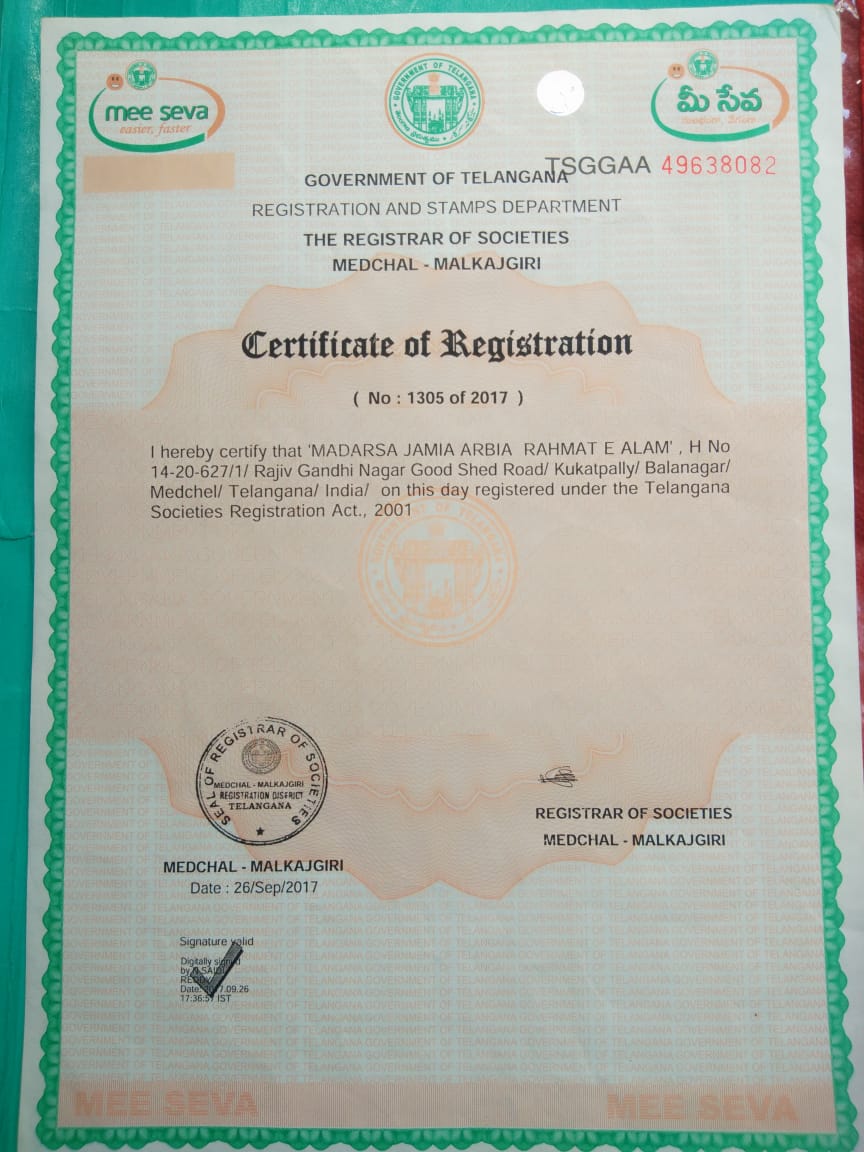 mee seva
easier, faster
GOVERNMENT OF TELANGANA
మీ సేవ
TSGGAA 49638082
GOVERNMENT OF TELANGANA
REGISTRATION AND STAMPS DEPARTMENT
THE REGISTRAR OF SOCIETIES
MEDCHAL - MALKAJGIRI
Certificate of Registration
( No : 1305 of 2017 )
I hereby certify that 'MADARSA JAMIA ARBIA RAHMAT E ALAM' , H No
14-20-627/1/ Rajiv Gandhi Nagar Good Shed Road/ Kukatpally/ Balanagar/
Medchel/ Telangana/ India/ on this day registered under the Telangana
Societies Registration Act., 2001
SEAL OF REGISTRAR OF SOCIETIES
MEDCHAL - MALKAJGIRI
REGISTRATION DISTRICT
TELANGANA
REGISTRAR OF SOCIETIES
MEDCHAL - MALKAJGIRI
MEDCHAL - MALKAJGIRI
Date : 26/Sep/2017
Signature valid
Digitally signed
by
REDDY
Date: 2017.09.26
17:36:57 IST
MEE SEVA MEE SEVA